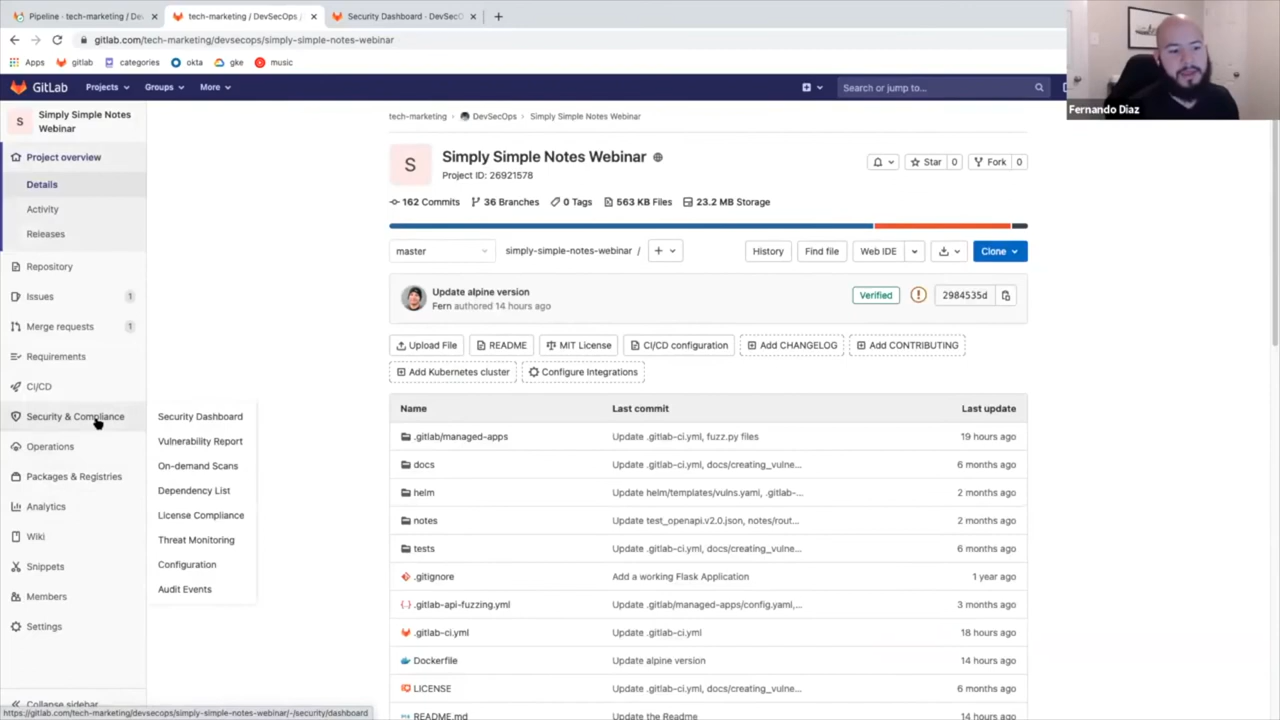 Pipeline · tech-marketing / Dev
tech-marketing / DevSecOps /
Security Dashboard · DevSecO
gitlab.com/tech-marketing/devsecops/simply-simple-notes-webinar
Apps gitlab categories okta gke music
GitLab Projects Groups More Search or jump to...
Fernando Diaz
S Simply Simple Notes Webinar
Project overview
Details
Activity
Releases
Repository
Issues 1
Merge requests 1
Requirements
CI/CD
Security & Compliance
Operations
Packages & Registries
Analytics
Wiki
Snippets
Members
Settings
Collapse sidebar
Security Dashboard
Vulnerability Report
On-demand Scans
Dependency List
License Compliance
Threat Monitoring
Configuration
Audit Events
tech-marketing DevSecOps Simply Simple Notes Webinar
S Simply Simple Notes Webinar
Project ID: 26921578
Star 0 Fork 0
162 Commits 36 Branches 0 Tags 563 KB Files 23.2 MB Storage
master simply-simple-notes-webinar / + History Find file Web IDE Clone
Update alpine version
Fern authored 14 hours ago
Verified 2984535d
Upload File README MIT License CI/CD configuration Add CHANGELOG Add CONTRIBUTING
Add Kubernetes cluster Configure Integrations
Name Last commit Last update
.gitlab/managed-apps Update .gitlab-ci.yml, fuzz.py files 19 hours ago
docs Update .gitlab-ci.yml, docs/creating_vulne... 6 months ago
helm Update helm/templates/vulns.yaml, .gitlab-... 2 months ago
notes Update test_openapi.v2.0.json, notes/rout... 2 months ago
tests Update .gitlab-ci.yml, docs/creating_vulne... 6 months ago
.gitignore Add a working Flask Application 1 year ago
.gitlab-api-fuzzing.yml Update .gitlab/managed-apps/config.yaml,... 3 months ago
.gitlab-ci.yml Update .gitlab-ci.yml 18 hours ago
Dockerfile Update alpine version 14 hours ago
LICENSE Update .gitlab-ci.yml, docs/creating_vulne... 6 months ago
README.md Update the Readme 14 hours ago
https://gitlab.com/tech-marketing/devsecops/simply-simple-notes-webinar/-/security/dashboard